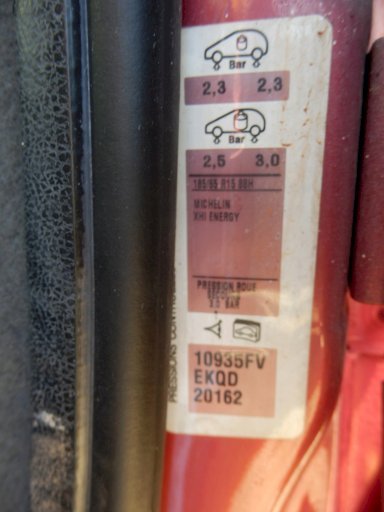 Bar
2,3 2,3
Bar
2,5 3,0
185/65 R15 88H
MICHELIN
XH1 ENERGY
PRESSION ROUE
3.0 BAR
10935FV
EKQD
20162
PRESSIONS